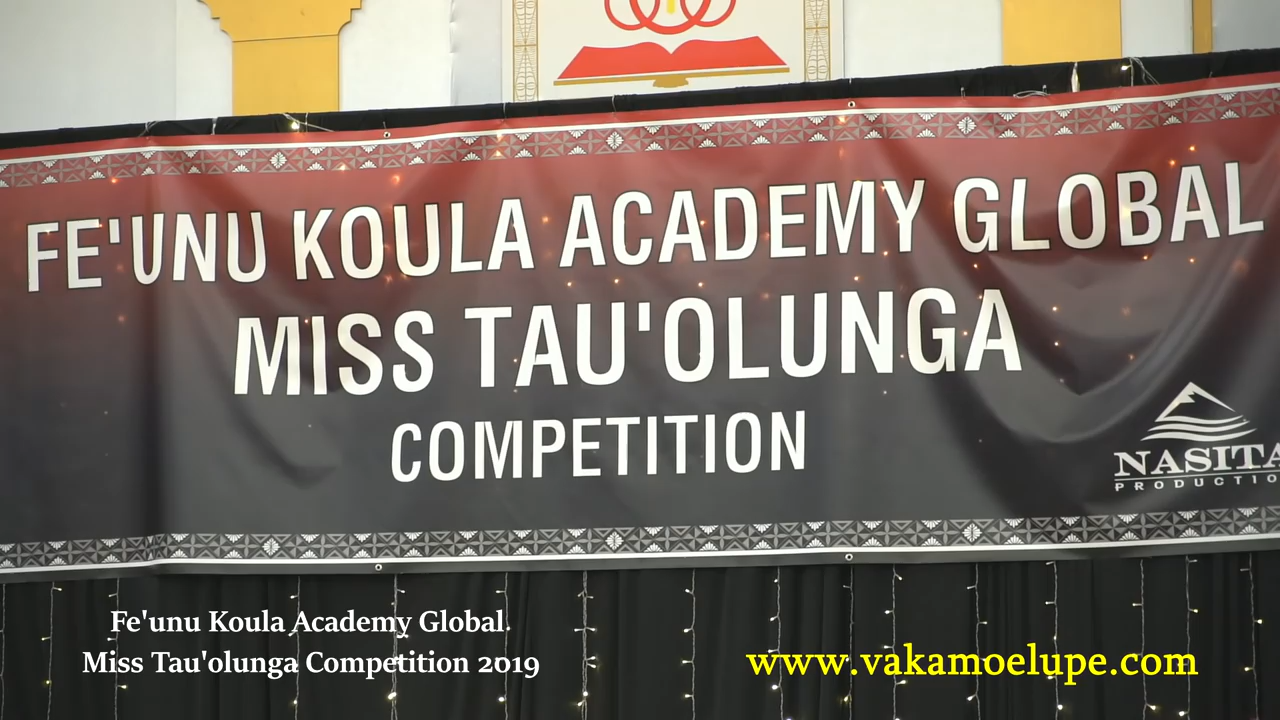 FE'UNU KOULA ACADEMY GLOBAL
MISS TAU'OLUNGA
COMPETITION
NASITA
PRODUCTIO
Fe'unu Koula Academy Global
Miss Tau'olunga Competition 2019
www.vakamoelupe.com